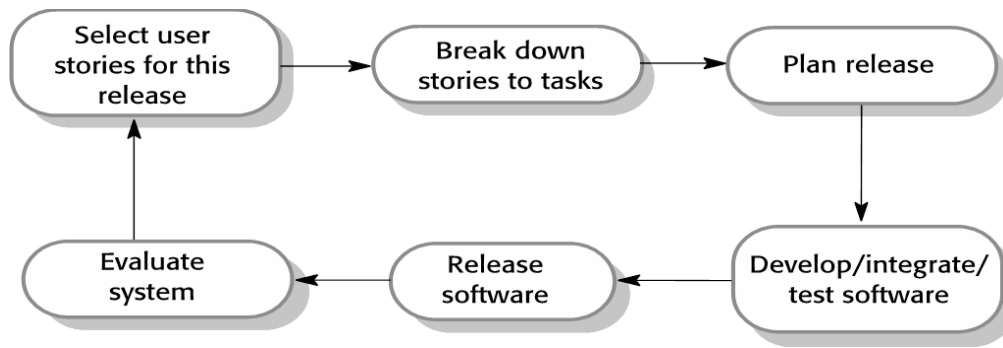 Select user
stories for this
release
Break down
stories to tasks
Plan release
Develop/integrate/
test software
Release
software
Evaluate
system